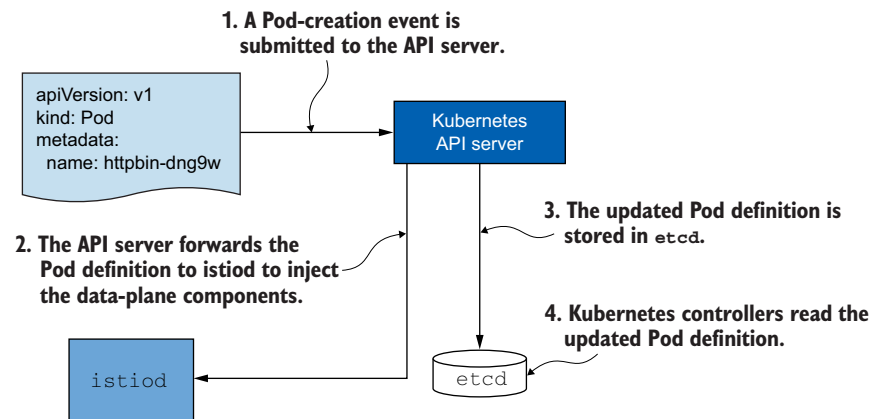 1. A Pod-creation event is
submitted to the API server.
apiVersion: v1
kind: Pod
metadata:
name: httpbin-dng9w
Kubernetes
API server
3. The updated Pod definition is
stored in etcd.
2. The API server forwards the
Pod definition to istiod to inject
the data-plane components.
4. Kubernetes controllers read the
updated Pod definition.
istiod
etcd